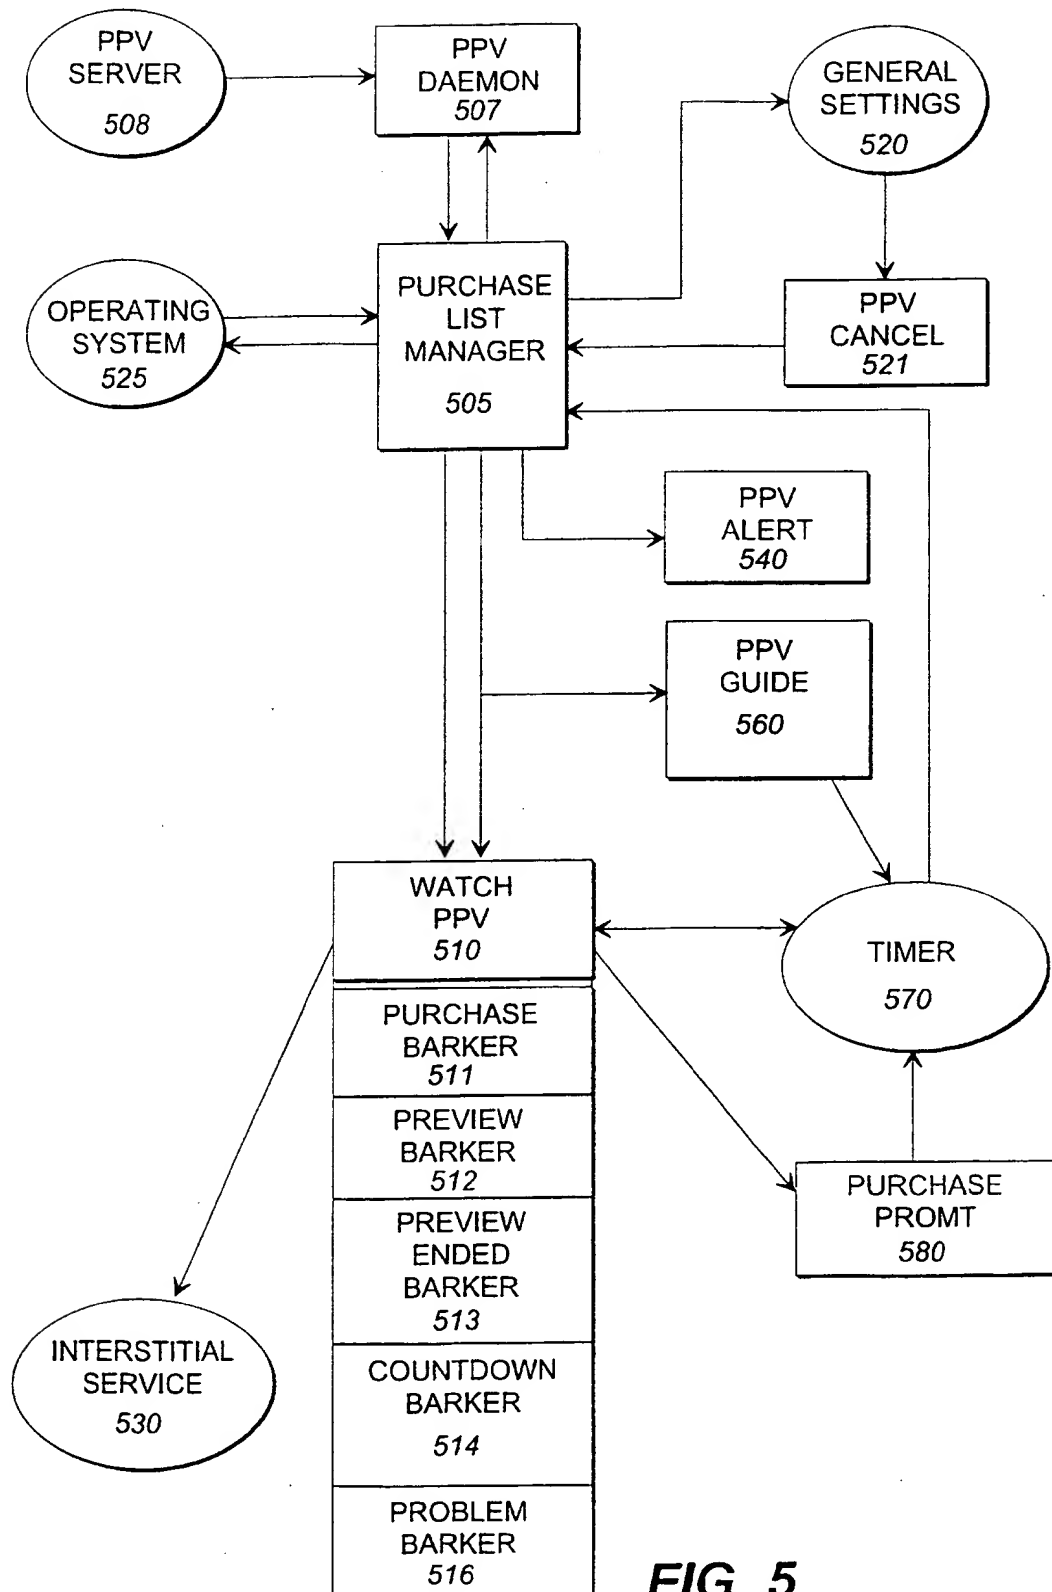 PPV
SERVER
508
PPV
DAEMON
507
GENERAL
SETTINGS
520
OPERATING
SYSTEM
525
PURCHASE
LIST
MANAGER
505
PPV
CANCEL
521
PPV
ALERT
540
PPV
GUIDE
560
WATCH
PPV
510
TIMER
570
PURCHASE
BARKER
511
PREVIEW
BARKER
512
PURCHASE
PROMT
580
PREVIEW
ENDED
BARKER
513
INTERSTITIAL
SERVICE
530
COUNTDOWN
BARKER
514
PROBLEM
BARKER
516
FIG. 5